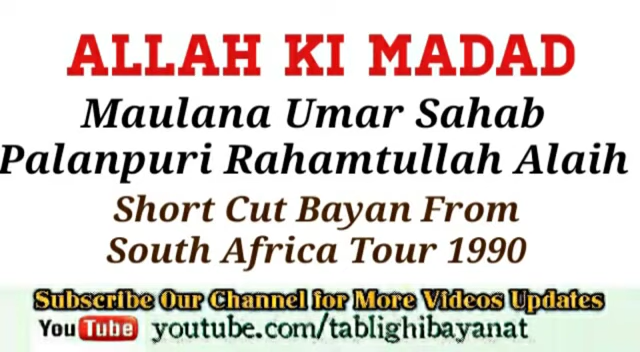 ALLAH KI MADAD
Maulana Umar Sahab
Palanpuri Rahamtullah Alaih
Short Cut Bayan From
South Africa Tour 1990
Subscribe Our Channel for More Videos Updates
YouTube youtube.com/tablighibayanat